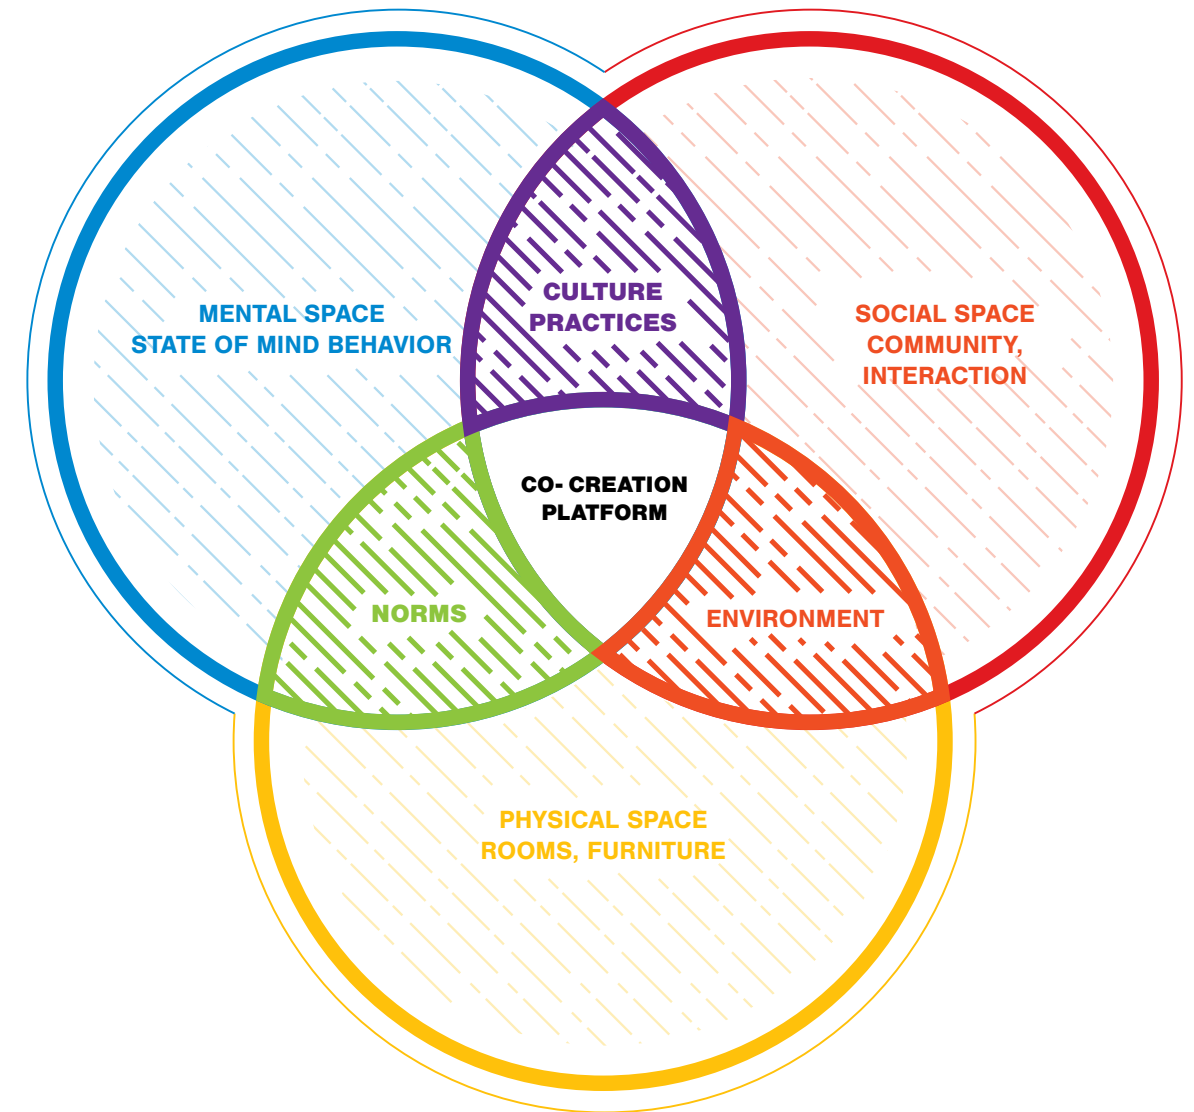 CULTURE
PRACTICES
MENTAL SPACE
STATE OF MIND BEHAVIOR
SOCIAL SPACE
COMMUNITY,
INTERACTION
CO- CREATION
PLATFORM
NORMS
ENVIRONMENT
PHYSICAL SPACE
ROOMS, FURNITURE